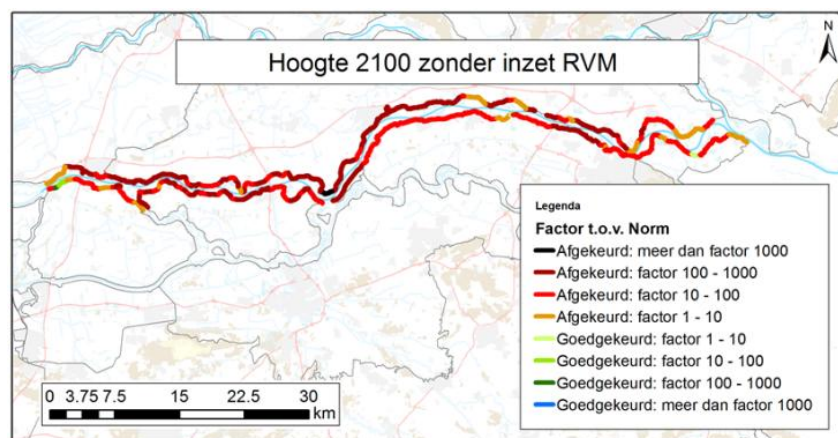 Hoogte 2100 zonder inzet RVM
N
Legenda
Factor t.o.v. Norm
Afgekeurd: meer dan factor 1000
Afgekeurd: factor 100 - 1000
Afgekeurd: factor 10 - 100
Afgekeurd: factor 1 - 10
Goedgekeurd: factor 1 - 10
Goedgekeurd: factor 10 - 100
Goedgekeurd: factor 100 - 1000
Goedgekeurd: meer dan factor 1000
0 3.75 7.5 15 22.5 30
km